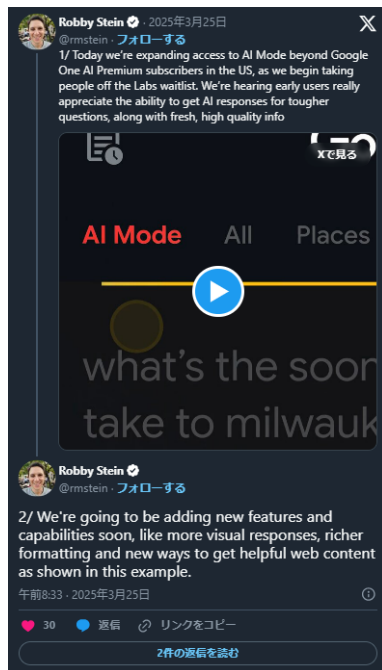 Robby Stein · 2025年3月25日
@rmstein · フォローする
1/ Today we're expanding access to AI Mode beyond Google
One AI Premium subscribers in the US, as we begin taking
people off the Labs waitlist. We're hearing early users really
appreciate the ability to get AI responses for tougher
questions, along with fresh, high quality info
Xで見る
AI Mode All Places
what's the soon
take to milwauk
Robby Stein
@rmstein · フォローする
2/ We're going to be adding new features and
capabilities soon, like more visual responses, richer
formatting and new ways to get helpful web content
as shown in this example.
午前8:33 · 2025年3月25日
30 返信 リンクをコピー
2件の返信を読む